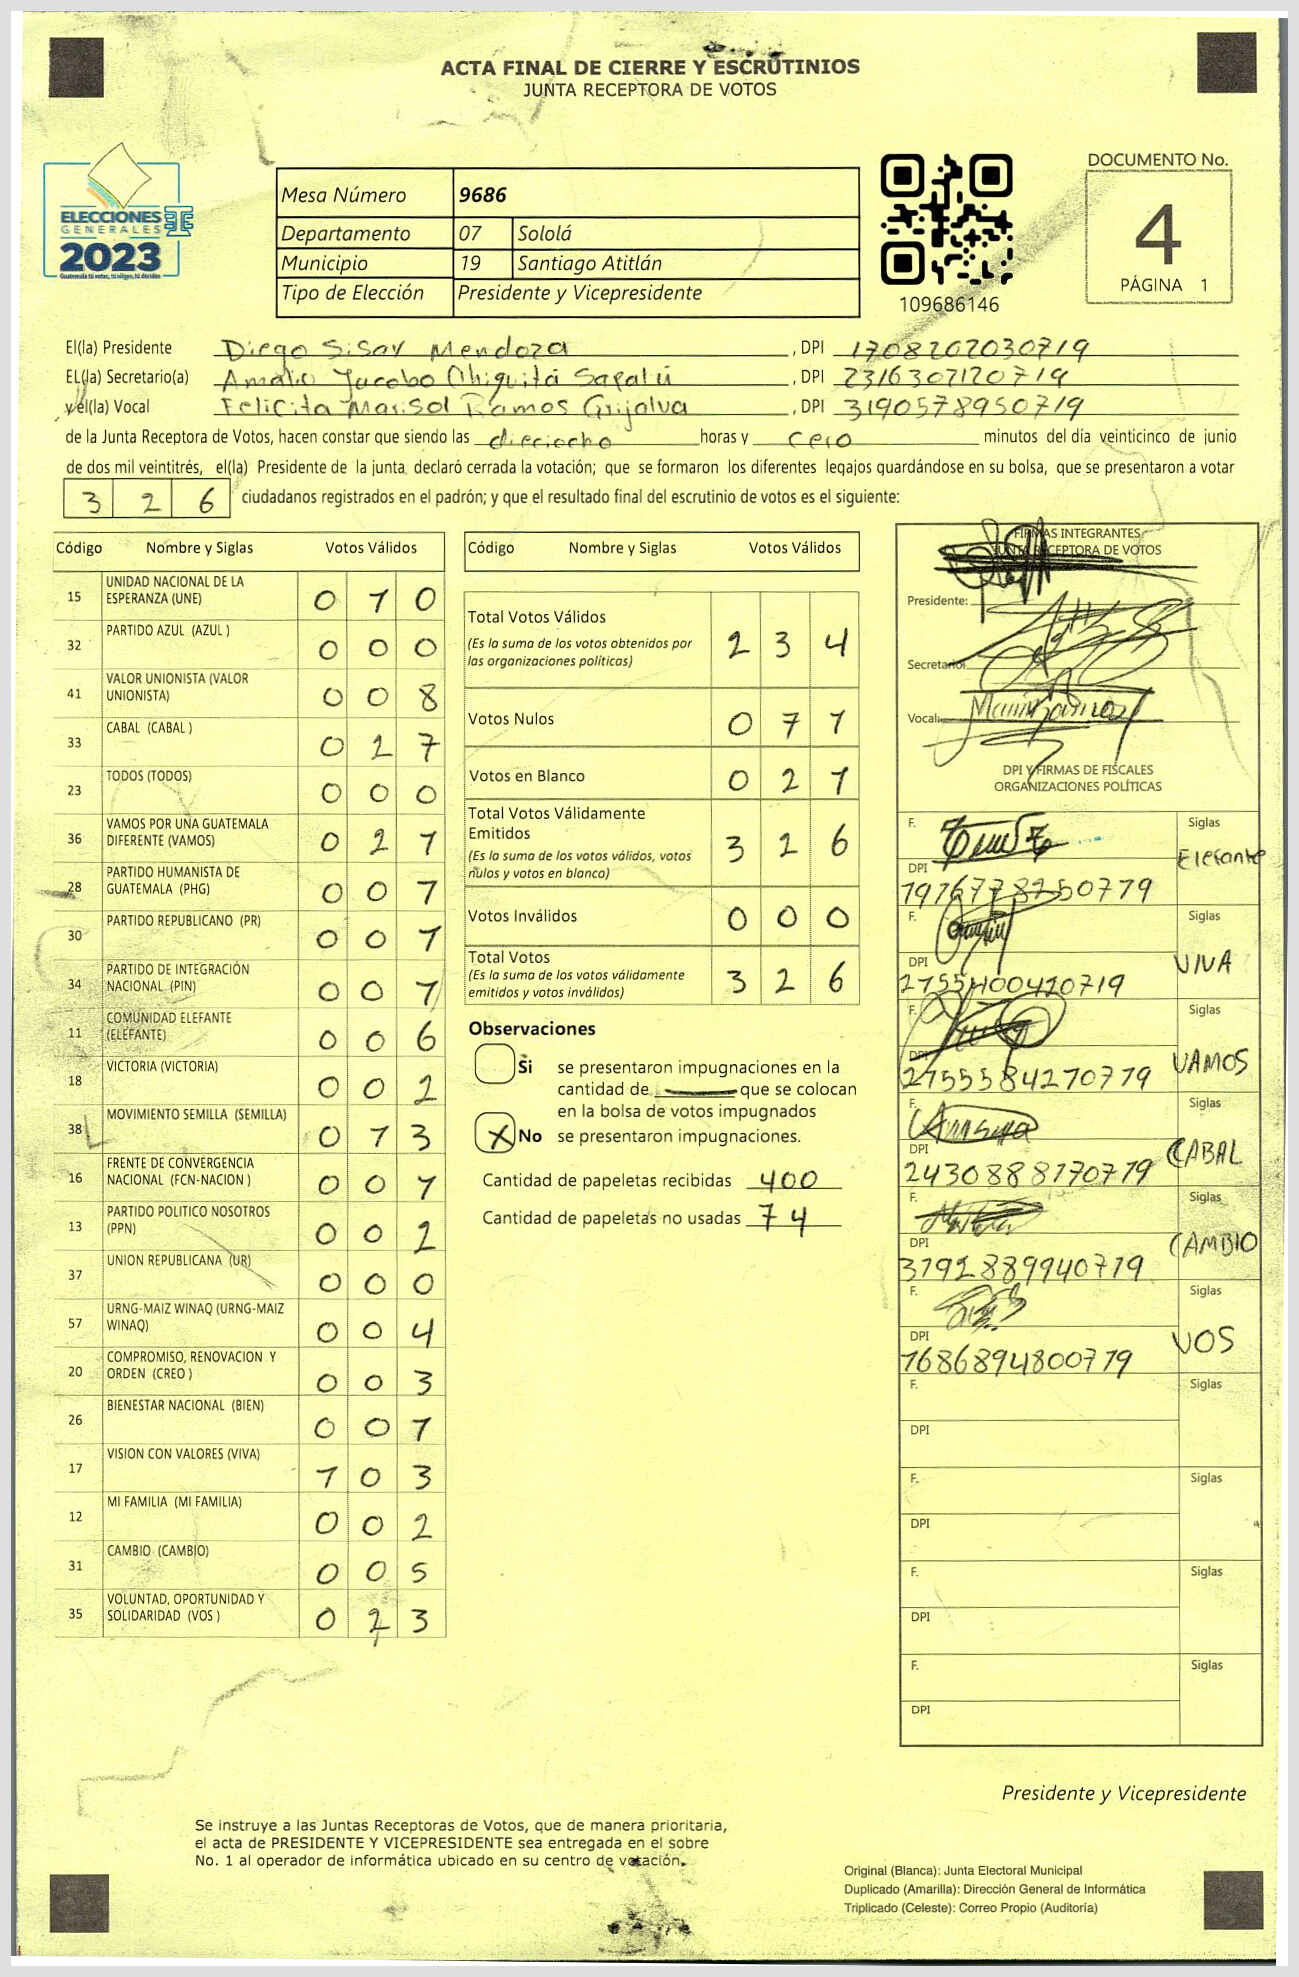 ACTA FINAL DE CIERRE Y ESCRUTINIOS
JUNTA RECEPTORA DE VOTOS
ELECCIONES
GENERALES
2023
Guatemala tú votas, tú eliges, tú decides
Mesa Número 9686
Departamento 07 Sololá
Municipio 19 Santiago Atitlán
Tipo de Elección Presidente y Vicepresidente
109686146
DOCUMENTO No.
4
PÁGINA 1
El(la) Presidente Diego Sisay Mendoza , DPI 1708202030719
EL(la) Secretario(a) Amalio Jacobo Chiquitá Sapalú , DPI 2316307120719
y el(la) Vocal Felicita Marisol Ramos Grijalva , DPI 3190578950719
de la Junta Receptora de Votos, hacen constar que siendo las dieciocho horas y cero minutos del día veinticinco de junio
de dos mil veintitrés, el(la) Presidente de la junta declaró cerrada la votación; que se formaron los diferentes legajos guardándose en su bolsa, que se presentaron a votar
3 2 6 ciudadanos registrados en el padrón; y que el resultado final del escrutinio de votos es el siguiente:
Código Nombre y Siglas Votos Válidos
15 UNIDAD NACIONAL DE LA
ESPERANZA (UNE) 0 1 0
32 PARTIDO AZUL (AZUL ) 0 0 0
41 VALOR UNIONISTA (VALOR
UNIONISTA) 0 0 8
33 CABAL (CABAL ) 0 2 7
23 TODOS (TODOS) 0 0 0
36 VAMOS POR UNA GUATEMALA
DIFERENTE (VAMOS) 0 2 1
28 PARTIDO HUMANISTA DE
GUATEMALA (PHG) 0 0 1
30 PARTIDO REPUBLICANO (PR) 0 0 1
34 PARTIDO DE INTEGRACIÓN
NACIONAL (PIN) 0 0 1
11 COMUNIDAD ELEFANTE
(ELEFANTE) 0 0 6
18 VICTORIA (VICTORIA) 0 0 2
38 MOVIMIENTO SEMILLA (SEMILLA) 0 1 3
16 FRENTE DE CONVERGENCIA
NACIONAL (FCN-NACION ) 0 0 1
13 PARTIDO POLITICO NOSOTROS
(PPN) 0 0 2
37 UNION REPUBLICANA (UR) 0 0 0
57 URNG-MAIZ WINAQ (URNG-MAIZ
WINAQ) 0 0 4
20 COMPROMISO, RENOVACION Y
ORDEN (CREO ) 0 0 3
26 BIENESTAR NACIONAL (BIEN) 0 0 1
17 VISION CON VALORES (VIVA) 1 0 3
12 MI FAMILIA (MI FAMILIA) 0 0 2
31 CAMBIO (CAMBIO) 0 0 5
35 VOLUNTAD, OPORTUNIDAD Y
SOLIDARIDAD (VOS ) 0 2 3
Código Nombre y Siglas Votos Válidos
Total Votos Válidos 2 3 4
(Es la suma de los votos obtenidos por
las organizaciones políticas)
Votos Nulos 0 7 1
Votos en Blanco 0 2 1
Total Votos Válidamente
Emitidos 3 2 6
(Es la suma de los votos válidos, votos
nulos y votos en blanco)
Votos Inválidos 0 0 0
Total Votos 3 2 6
(Es la suma de los votos válidamente
emitidos y votos inválidos)
Observaciones
Si se presentaron impugnaciones en la
cantidad de que se colocan
en la bolsa de votos impugnados
X No se presentaron impugnaciones.
Cantidad de papeletas recibidas 400
Cantidad de papeletas no usadas 74
FIRMAS INTEGRANTES
JUNTA RECEPTORA DE VOTOS
Presidente:
Secretario:
Vocal:
DPI Y FIRMAS DE FISCALES
ORGANIZACIONES POLÍTICAS
F. Siglas
Elefante
DPI 1916778250719
F. Siglas
VIVA
DPI 2155400420719
F. Siglas
VAMOS
DPI 2155584270719
F. Siglas
CABAL
DPI 2430888170719
F. Siglas
CAMBIO
DPI 3192889940719
F. Siglas
VOS
DPI 1686894800719
F. Siglas
DPI
F. Siglas
DPI
F. Siglas
DPI
F. Siglas
DPI
Presidente y Vicepresidente
Se instruye a las Juntas Receptoras de Votos, que de manera prioritaria,
el acta de PRESIDENTE Y VICEPRESIDENTE sea entregada en el sobre
No. 1 al operador de informática ubicado en su centro de votación.
Original (Blanca): Junta Electoral Municipal
Duplicado (Amarilla): Dirección General de Informática
Triplicado (Celeste): Correo Propio (Auditoría)